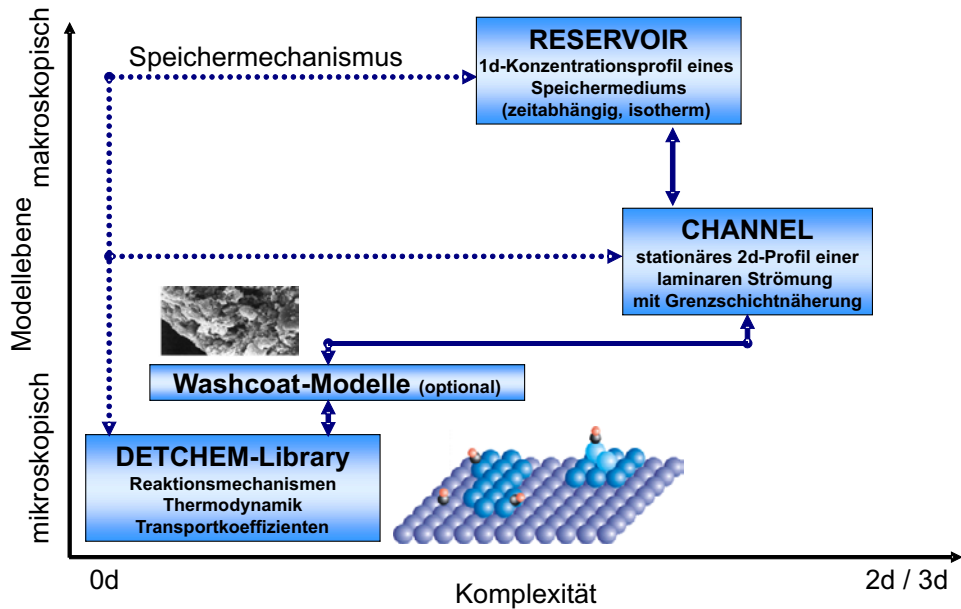 makroskopisch
Modellebene
mikroskopisch
Speichermechanismus
RESERVOIR
1d-Konzentrationsprofil eines
Speichermediums
(zeitabhängig, isotherm)
CHANNEL
stationäres 2d-Profil einer
laminaren Strömung
mit Grenzschichtnäherung
Washcoat-Modelle (optional)
DETCHEM-Library
Reaktionsmechanismen
Thermodynamik
Transportkoeffizienten
0d
Komplexität
2d / 3d